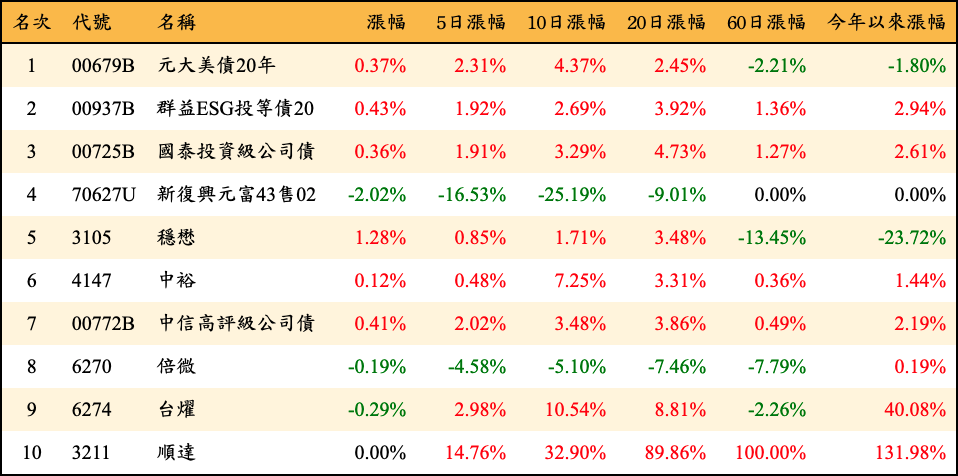 名次 代號 名稱 漲幅 5日漲幅 10日漲幅 20日漲幅 60日漲幅 今年以來漲幅
1 00679B 元大美債20年 0.37% 2.31% 4.37% 2.45% -2.21% -1.80%
2 00937B 群益ESG投等債20 0.43% 1.92% 2.69% 3.92% 1.36% 2.94%
3 00725B 國泰投資級公司債 0.36% 1.91% 3.29% 4.73% 1.27% 2.61%
4 70627U 新復興元富43售02 -2.02% -16.53% -25.19% -9.01% 0.00% 0.00%
5 3105 穩懋 1.28% 0.85% 1.71% 3.48% -13.45% -23.72%
6 4147 中裕 0.12% 0.48% 7.25% 3.31% 0.36% 1.44%
7 00772B 中信高評級公司債 0.41% 2.02% 3.48% 3.86% 0.49% 2.19%
8 6270 倍微 -0.19% -4.58% -5.10% -7.46% -7.79% 0.19%
9 6274 台燿 -0.29% 2.98% 10.54% 8.81% -2.26% 40.08%
10 3211 順達 0.00% 14.76% 32.90% 89.86% 100.00% 131.98%